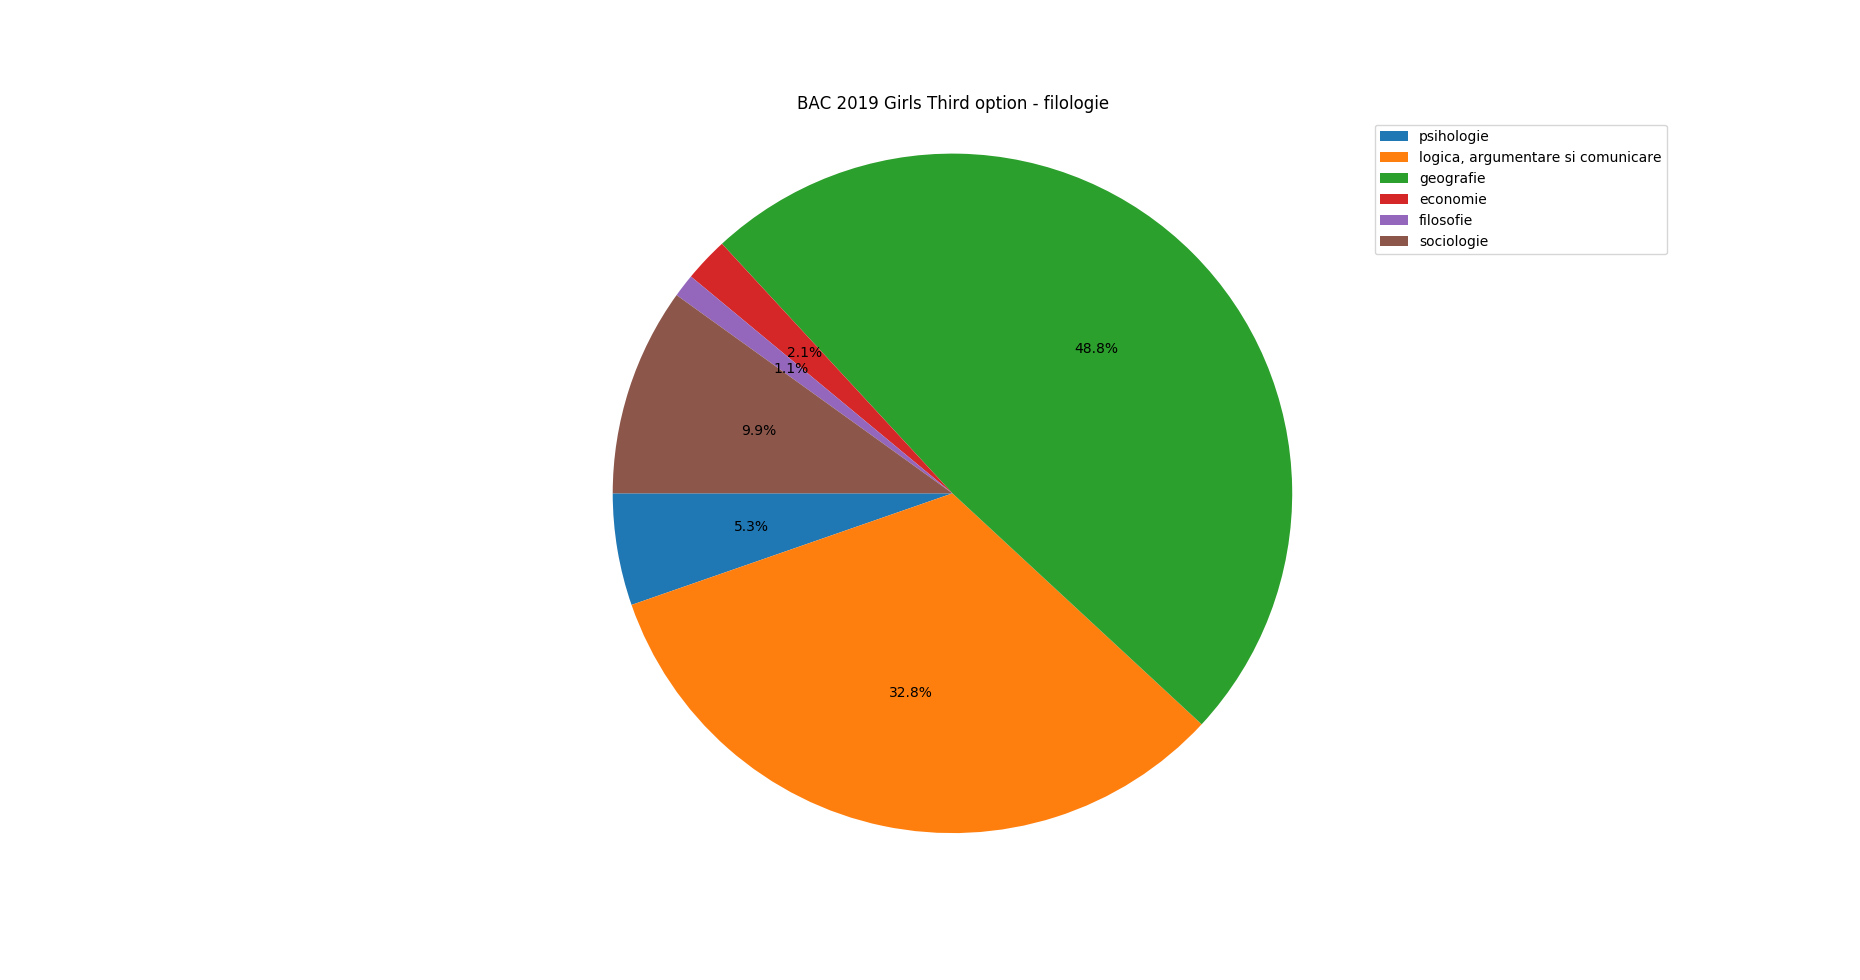 BAC 2019 Girls Third option - filologie
psihologie
logica, argumentare si comunicare
geografie
economie
filosofie
sociologie
48.8%
2.1%
1.1%
9.9%
5.3%
32.8%